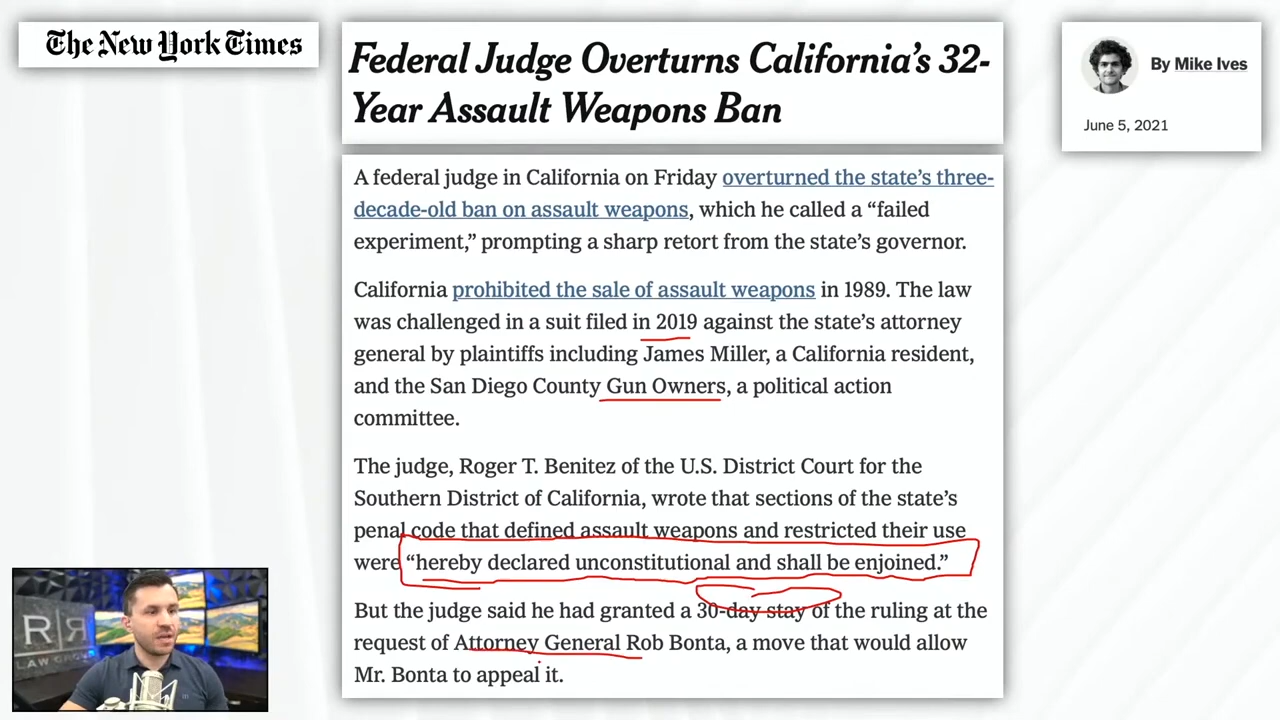 The New York Times
Federal Judge Overturns California's 32-
Year Assault Weapons Ban
By Mike Ives
June 5, 2021
A federal judge in California on Friday overturned the state's three-
decade-old ban on assault weapons, which he called a “failed
experiment,” prompting a sharp retort from the state's governor.
California prohibited the sale of assault weapons in 1989. The law
was challenged in a suit filed in 2019 against the state's attorney
general by plaintiffs including James Miller, a California resident,
and the San Diego County Gun Owners, a political action
committee.
The judge, Roger T. Benitez of the U.S. District Court for the
Southern District of California, wrote that sections of the state's
penal code that defined assault weapons and restricted their use
were “hereby declared unconstitutional and shall be enjoined.”
But the judge said he had granted a 30-day stay of the ruling at the
request of Attorney General Rob Bonta, a move that would allow
Mr. Bonta to appeal it.
R R
LAW GROUP